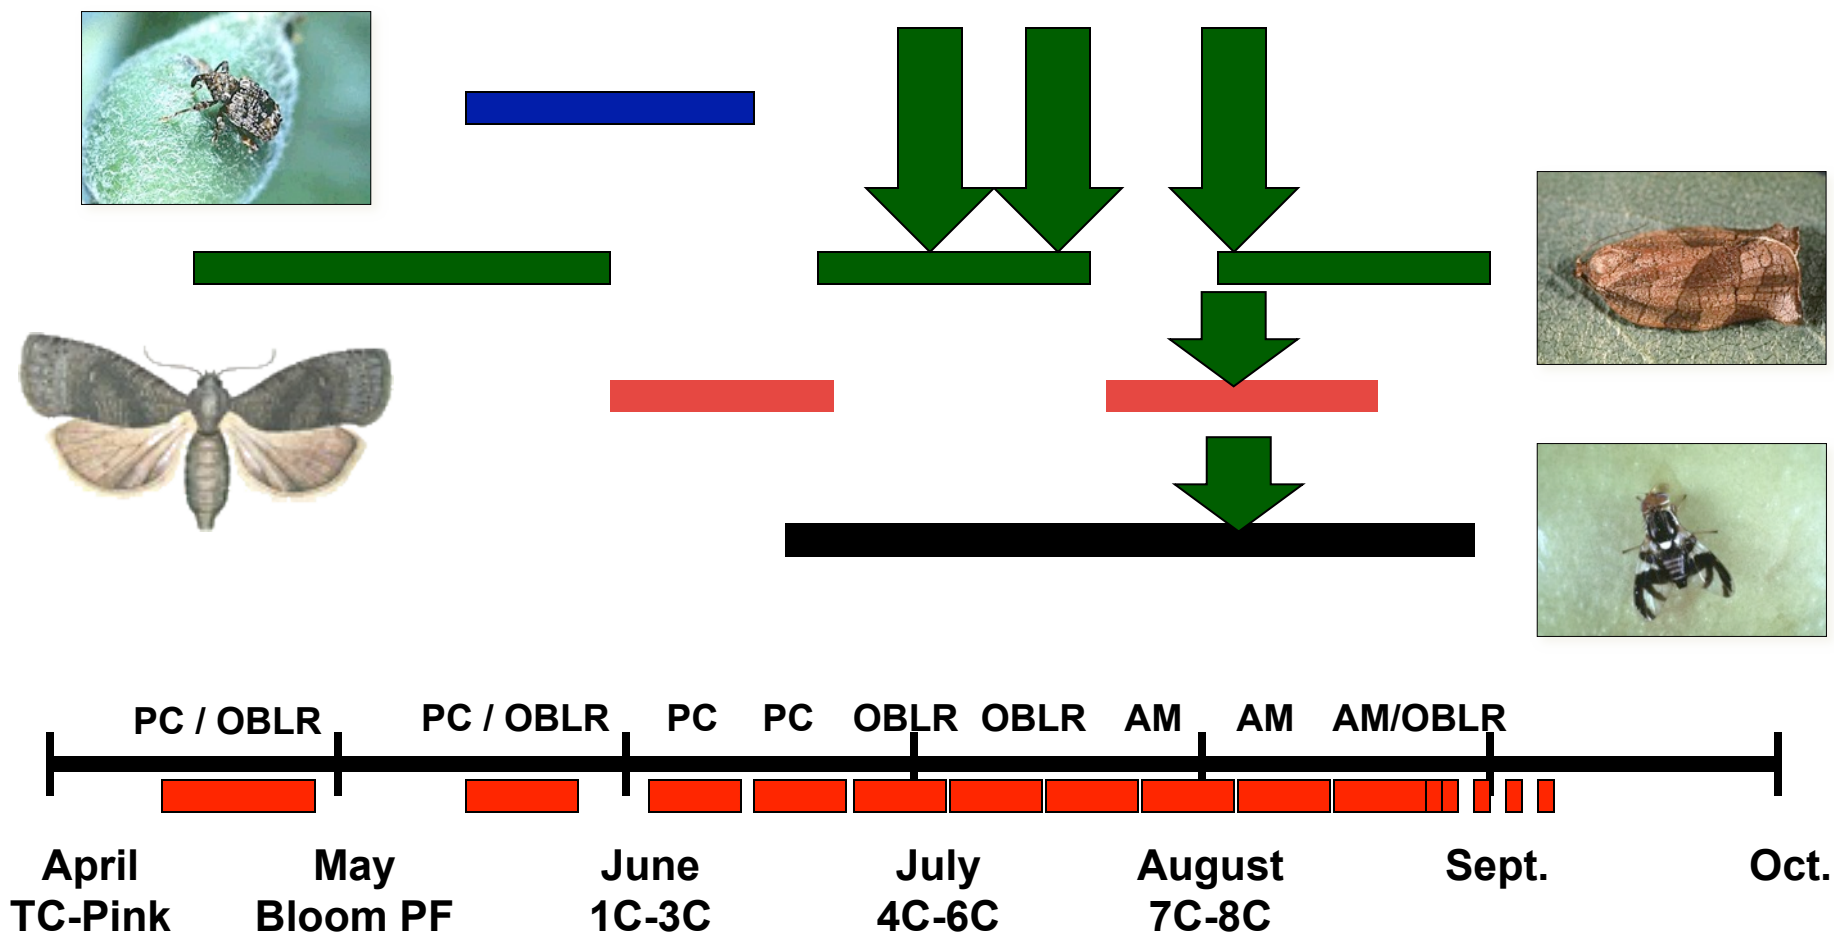 PC / OBLR PC / OBLR PC PC OBLR OBLR AM AM AM/OBLR
April May June July August Sept. Oct.
TC-Pink Bloom PF 1C-3C 4C-6C 7C-8C